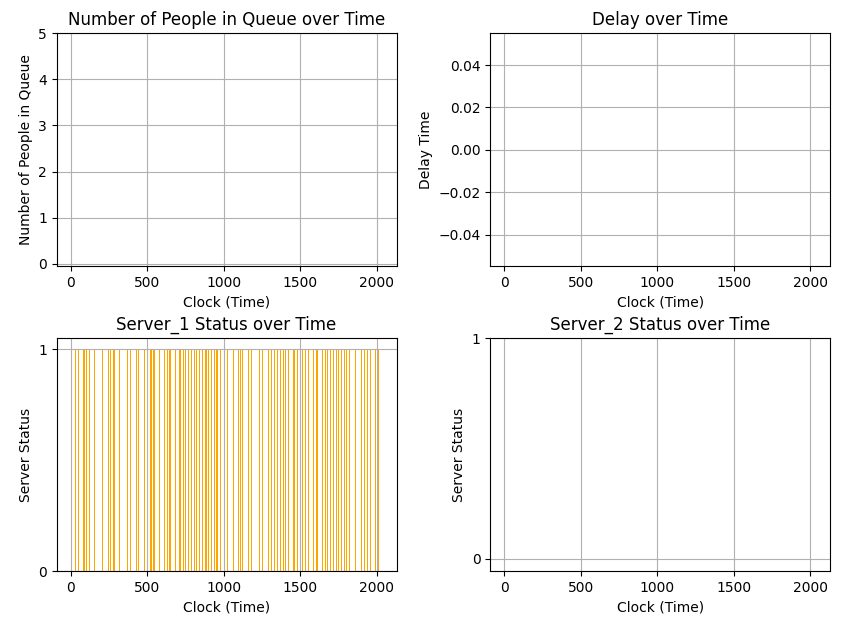 Number of People in Queue over Time
Number of People in Queue
5
4
3
2
1
0
0 500 1000 1500 2000
Clock (Time)
Delay over Time
Delay Time
0.04
0.02
0.00
−0.02
−0.04
0 500 1000 1500 2000
Clock (Time)
Server_1 Status over Time
Server Status
1
0
0 500 1000 1500 2000
Clock (Time)
Server_2 Status over Time
Server Status
1
0
0 500 1000 1500 2000
Clock (Time)